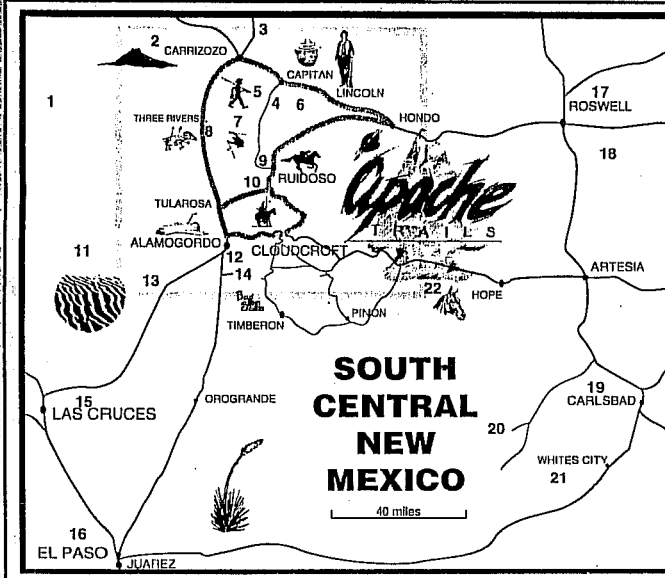 3
2
CARRIZOZO
CAPITAN
1
5
LINCOLN
4
6
17
ROSWELL
THREE RIVERS
7
8
HONDO
18
9
RUIDOSO
10
apache
TRAILS
TULAROSA
ALAMOGORDO
11
12
CLOUDCROFT
13
14
ARTESIA
22
HOPE
TIMBERON
PINON
SOUTH
CENTRAL
NEW
MEXICO
40 miles
15
LAS CRUCES
OROGRANDE
19
CARLSBAD
20
WHITES CITY
21
16
EL PASO
JUAREZ